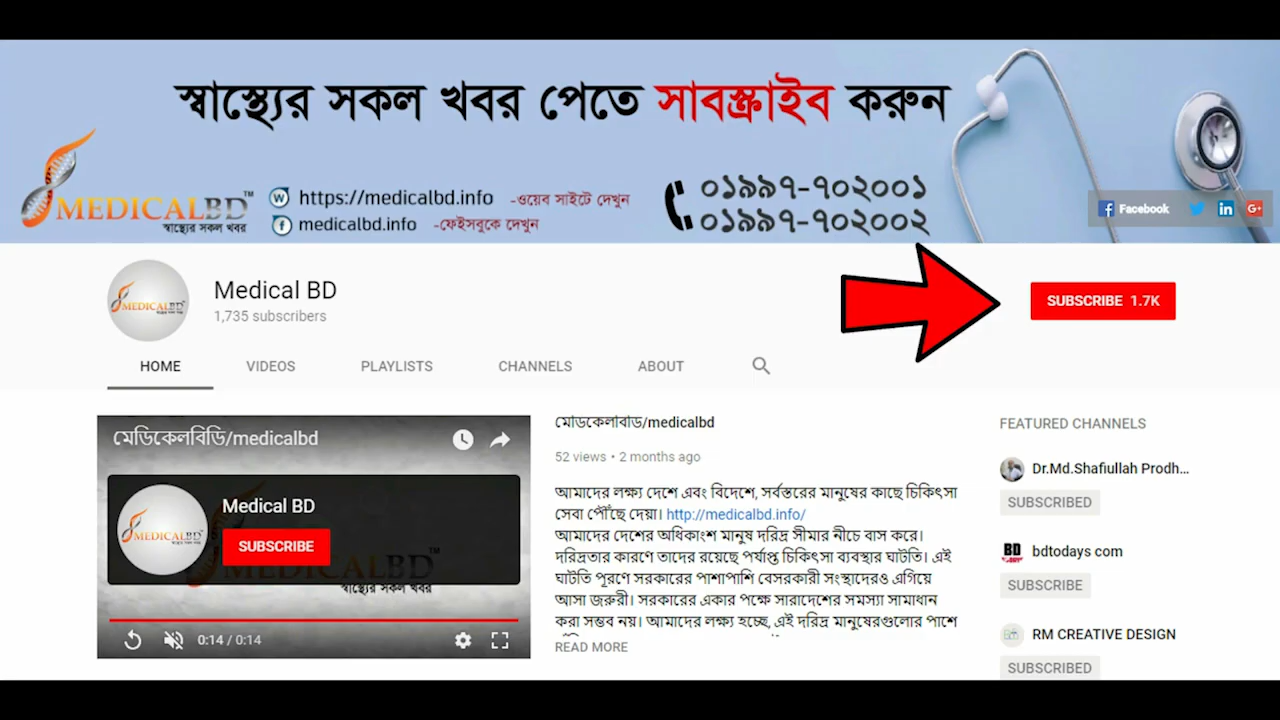 স্বাস্থ্যের সকল খবর পেতে সাবস্ক্রাইব করুন
MEDICALBD™
স্বাস্থ্যের সকল খবর
https://medicalbd.info -ওয়েব সাইটে দেখুন
medicalbd.info -ফেইসবুকে দেখুন
০১৯৯৭-৭০২০০১
০১৯৯৭-৭০২০০২
Facebook
Medical BD
1,735 subscribers
SUBSCRIBE 1.7K
HOME VIDEOS PLAYLISTS CHANNELS ABOUT
মেডিকেলবিডি/medicalbd
Medical BD
SUBSCRIBE
MEDICALBD™
স্বাস্থ্যের সকল খবর
0:14 / 0:14
মেডিকেলবিডি/medicalbd
52 views • 2 months ago
আমাদের লক্ষ্য দেশে এবং বিদেশে, সর্বস্তরের মানুষের কাছে চিকিৎসা
সেবা পৌঁছে দেয়া। http://medicalbd.info/
আমাদের দেশের অধিকাংশ মানুষ দরিদ্র সীমার নীচে বাস করে।
দরিদ্রতার কারণে তাদের রয়েছে পর্যাপ্ত চিকিৎসা ব্যবস্থার ঘাটতি। এই
ঘাটতি পূরণে সরকারের পাশাপাশি বেসরকারী সংস্থাদেরও এগিয়ে
আসা জরুরী। সরকারের একার পক্ষে সারাদেশের সমস্যা সামাধান
করা সম্ভব নয়। আমাদের লক্ষ্য হচ্ছে, এই দরিদ্র মানুষেরগুলোর পাশে
READ MORE
FEATURED CHANNELS
Dr.Md.Shafiullah Prodh...
SUBSCRIBED
bdtodays com
SUBSCRIBE
RM CREATIVE DESIGN
SUBSCRIBED